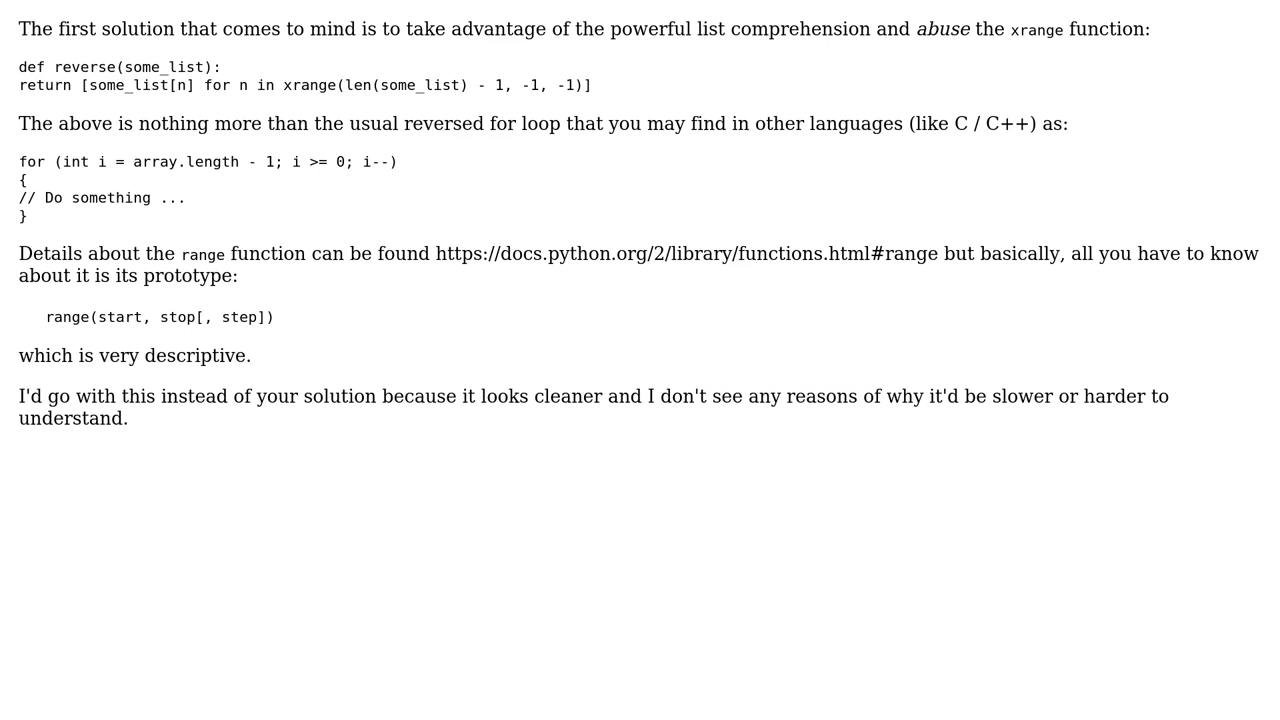 The first solution that comes to mind is to take advantage of the powerful list comprehension and abuse the xrange function:
def reverse(some_list):
return [some_list[n] for n in xrange(len(some_list) - 1, -1, -1)]
The above is nothing more than the usual reversed for loop that you may find in other languages (like C / C++) as:
for (int i = array.length - 1; i >= 0; i--)
{
// Do something ...
}
Details about the range function can be found https://docs.python.org/2/library/functions.html#range but basically, all you have to know
about it is its prototype:
range(start, stop[, step])
which is very descriptive.
I'd go with this instead of your solution because it looks cleaner and I don't see any reasons of why it'd be slower or harder to
understand.